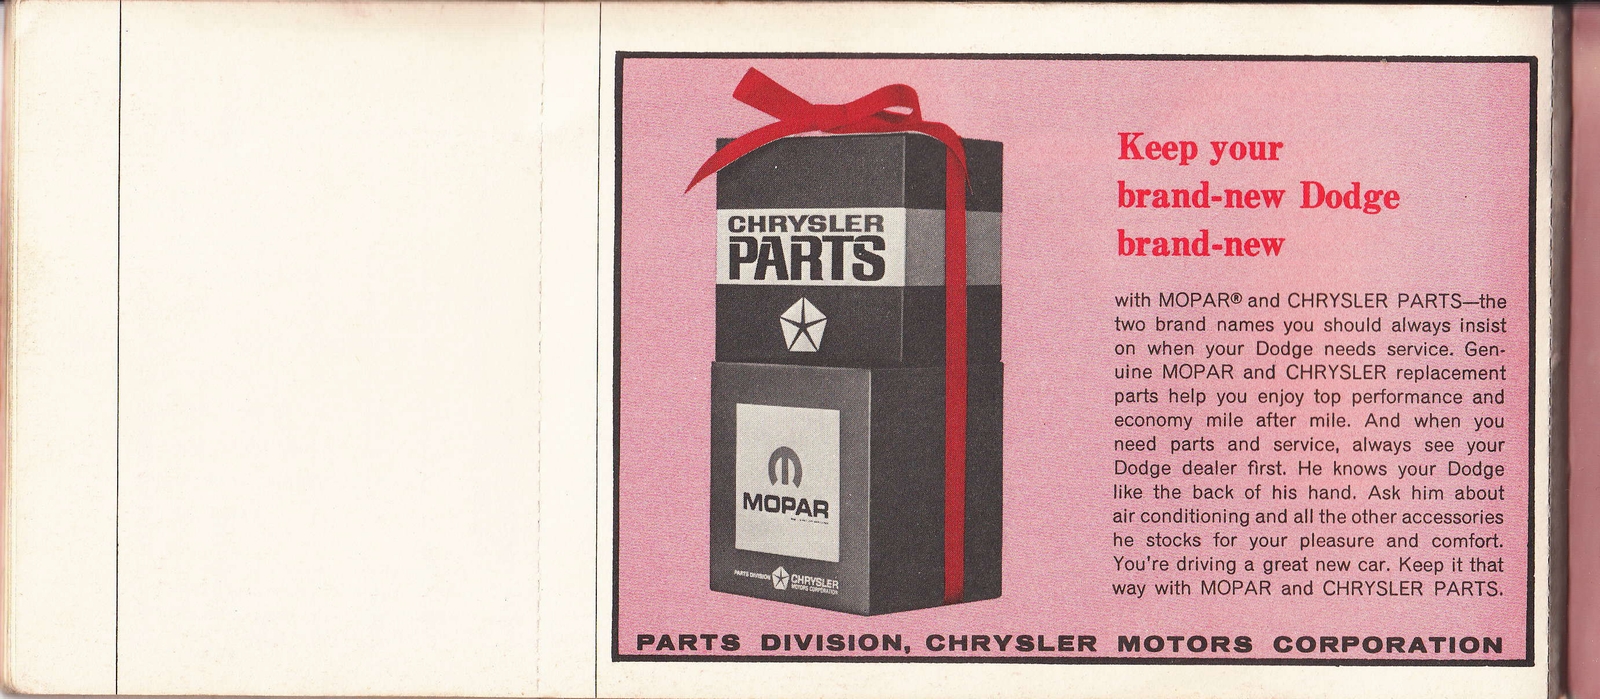 CHRYSLER
PARTS
MOPAR
PARTS DIVISION CHRYSLER
MOTORS CORPORATION
Keep your
brand-new Dodge
brand-new
with MOPAR® and CHRYSLER PARTS—the
two brand names you should always insist
on when your Dodge needs service. Gen-
uine MOPAR and CHRYSLER replacement
parts help you enjoy top performance and
economy mile after mile. And when you
need parts and service, always see your
Dodge dealer first. He knows your Dodge
like the back of his hand. Ask him about
air conditioning and all the other accessories
he stocks for your pleasure and comfort.
You're driving a great new car. Keep it that
way with MOPAR and CHRYSLER PARTS.
PARTS DIVISION, CHRYSLER MOTORS CORPORATION